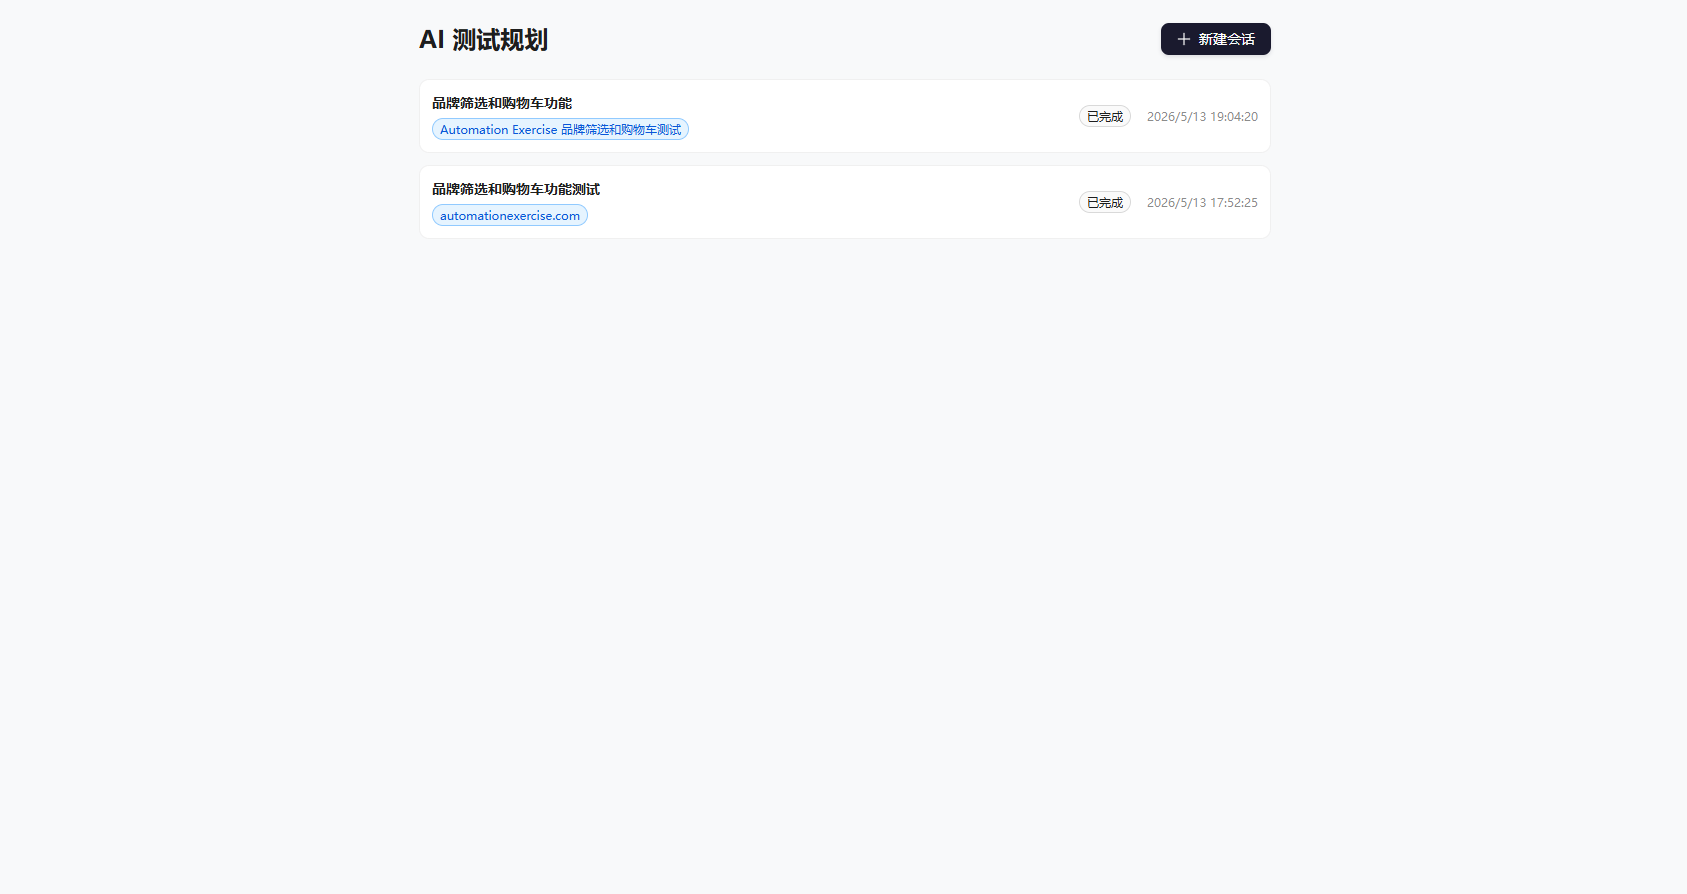 AI 测试规划
新建会话
品牌筛选和购物车功能
Automation Exercise 品牌筛选和购物车测试
已完成
2026/5/13 19:04:20
品牌筛选和购物车功能测试
automationexercise.com
已完成
2026/5/13 17:52:25